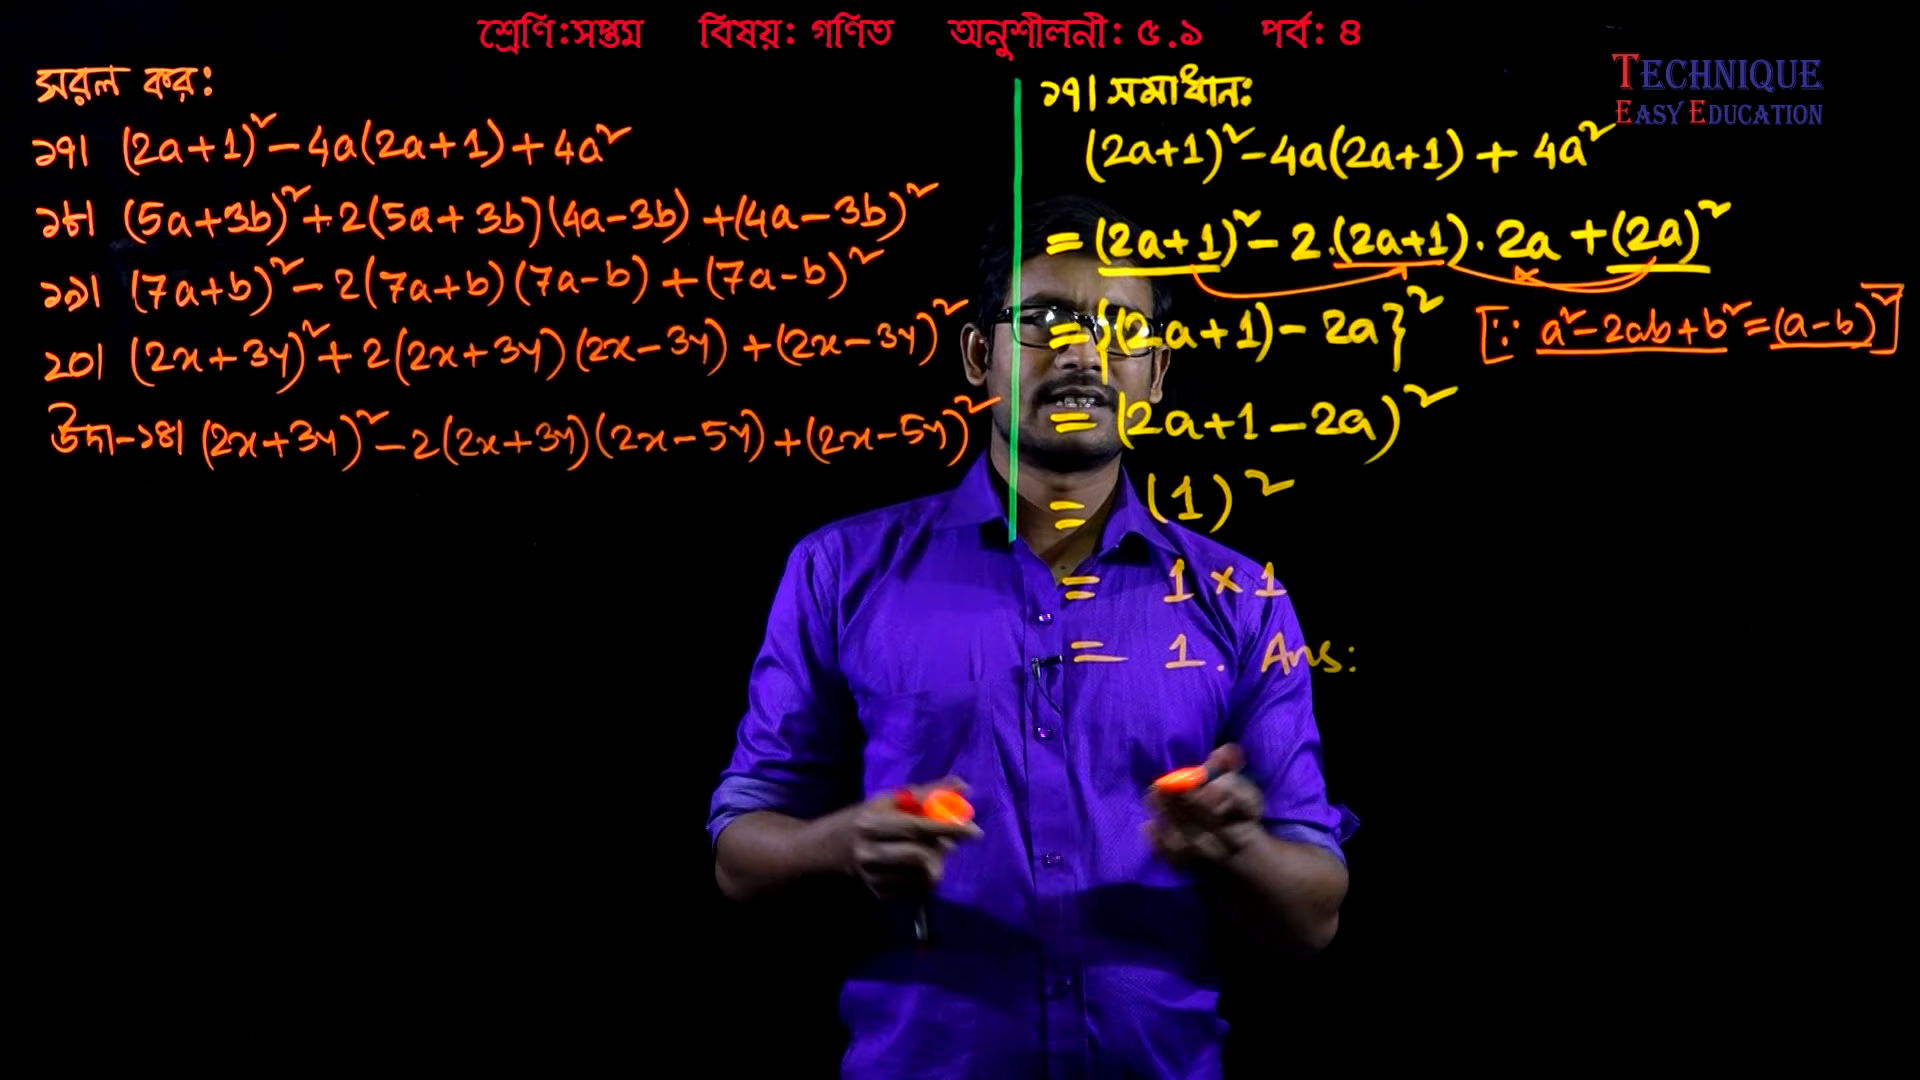 শ্রেণি:সপ্তম বিষয়: গণিত অনুশীলনী: ৫.১ পর্ব: ৪
TECHNIQUE
EASY EDUCATION
সরল কর:
১৭। (2a+1)² - 4a(2a+1) + 4a²
১৮। (5a+3b)² + 2(5a+3b)(4a-3b) + (4a-3b)²
১৯। (7a+b)² - 2(7a+b)(7a-b) + (7a-b)²
২০। (2x+3y)² + 2(2x+3y)(2x-3y) + (2x-3y)²
উদা-১৪। (2x+3y)² - 2(2x+3y)(2x-5y) + (2x-5y)²
১৭। সমাধান:
(2a+1)² - 4a(2a+1) + 4a²
= (2a+1)² - 2.(2a+1).2a + (2a)²
= {(2a+1) - 2a}² [∵ a²-2ab+b² = (a-b)²]
= (2a+1-2a)²
= (1)²
= 1 × 1
= 1. Ans: